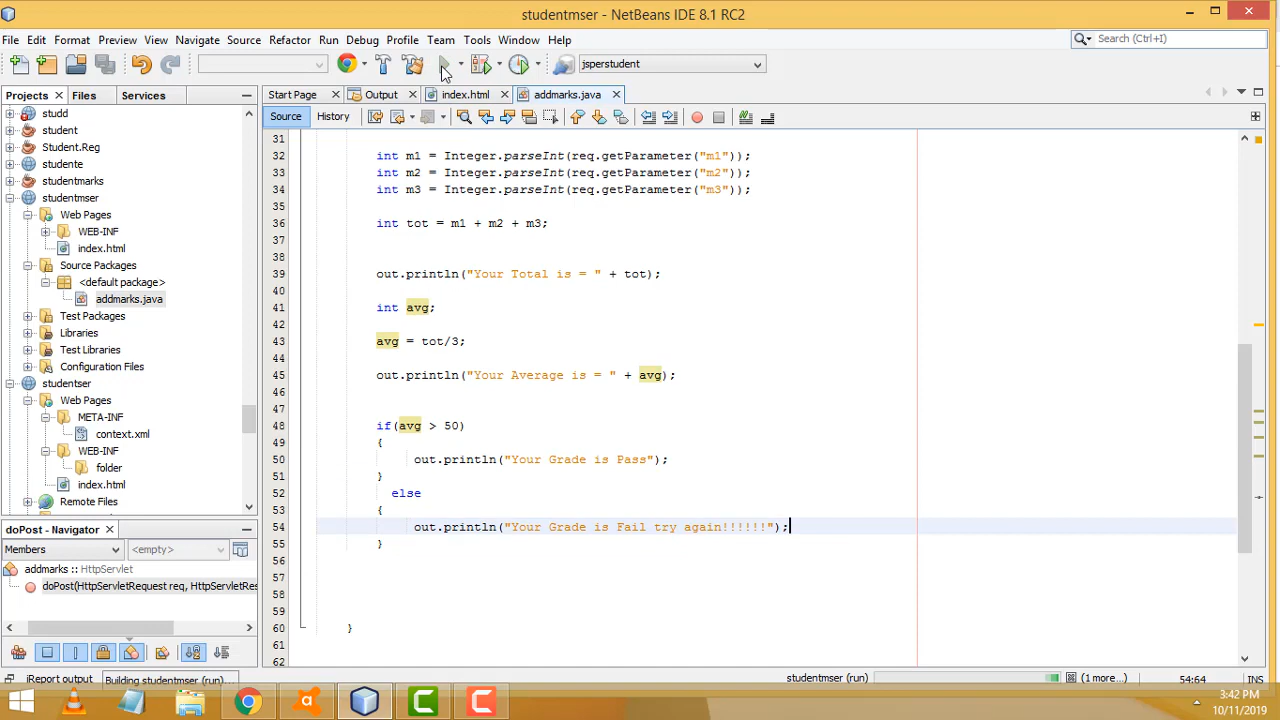 studentmser - NetBeans IDE 8.1 RC2
File Edit View Navigate Source Refactor Run Debug Profile Team Tools Window Help
Search (Ctrl+I)
jsperstudent
Projects Files Services
Start Page Output index.html addmarks.java
Source History
studd
student
Student.Reg
studente
studentmarks
studentmser
Web Pages
WEB-INF
index.html
Source Packages
<default package>
addmarks.java
Test Packages
Libraries
Test Libraries
Configuration Files
studentser
Web Pages
META-INF
context.xml
WEB-INF
folder
index.html
Remote Files
doPost - Navigator
Members <empty>
addmarks :: HttpServlet
doPost(HttpServletRequest req, HttpServletRes
31
32 int m1 = Integer.parseInt(req.getParameter("m1"));
33 int m2 = Integer.parseInt(req.getParameter("m2"));
34 int m3 = Integer.parseInt(req.getParameter("m3"));
35
36 int tot = m1 + m2 + m3;
37
38
39 out.println("Your Total is = " + tot);
40
41 int avg;
42
43 avg = tot/3;
44
45 out.println("Your Average is = " + avg);
46
47
48 if(avg > 50)
49 {
50 out.println("Your Grade is Pass");
51 }
52 else
53 {
54 out.println("Your Grade is Fail try again!!!!!!");
55 }
56
57
58
59
60 }
61
62
iReport output Building studentmser (run)...
studentmser (run)
(1 more...)
54:64
INS
3:42 PM
10/11/2019